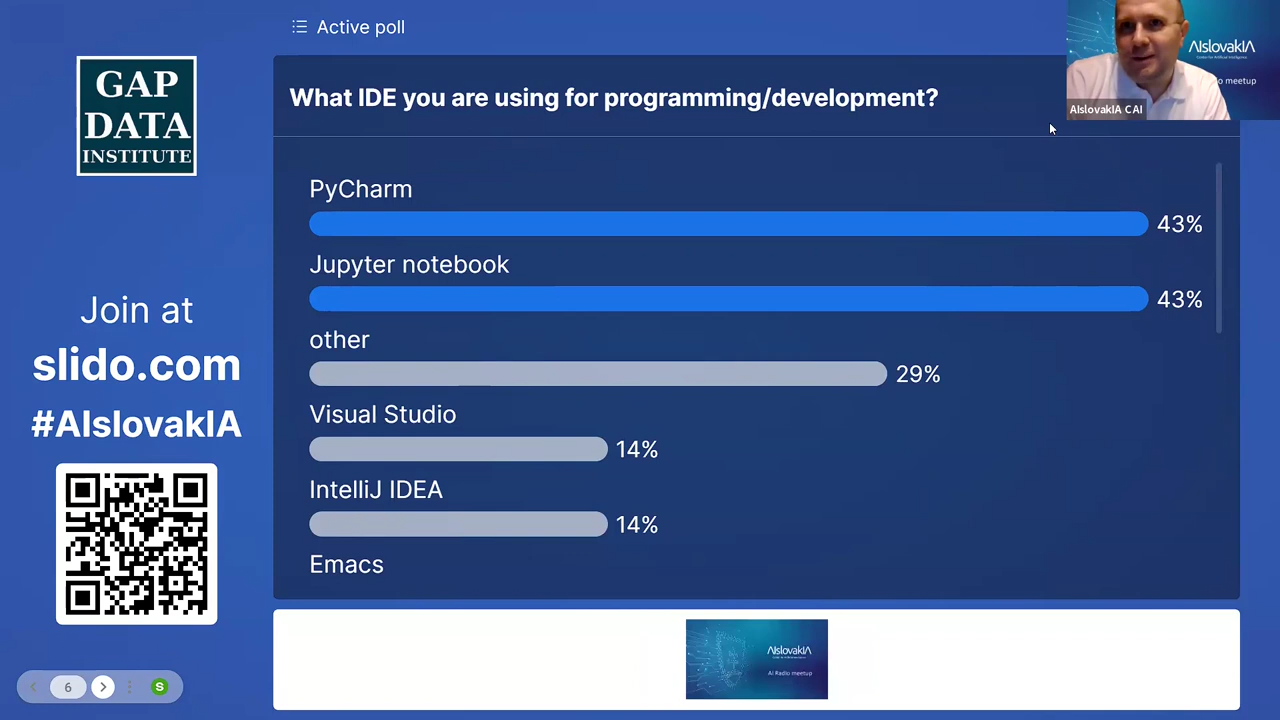 Active poll
GAP
DATA
INSTITUTE
What IDE you are using for programming/development?
AIslovakIA
AIslovakIA CAI
PyCharm
43%
Jupyter notebook
43%
other
29%
Visual Studio
14%
IntelliJ IDEA
14%
Emacs
Join at
slido.com
#AIslovakIA
AIslovakIA
AI Radio meetup
6
S